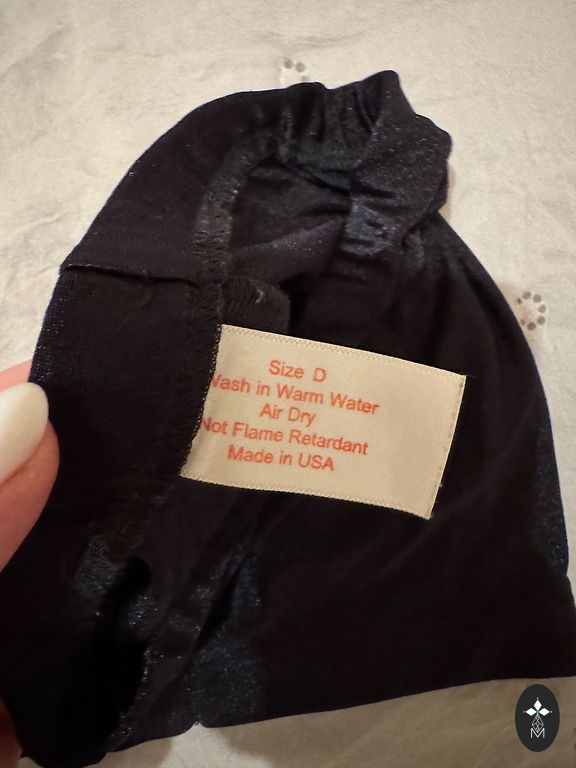 Size D
Wash in Warm Water
Air Dry
Not Flame Retardant
Made in USA
M